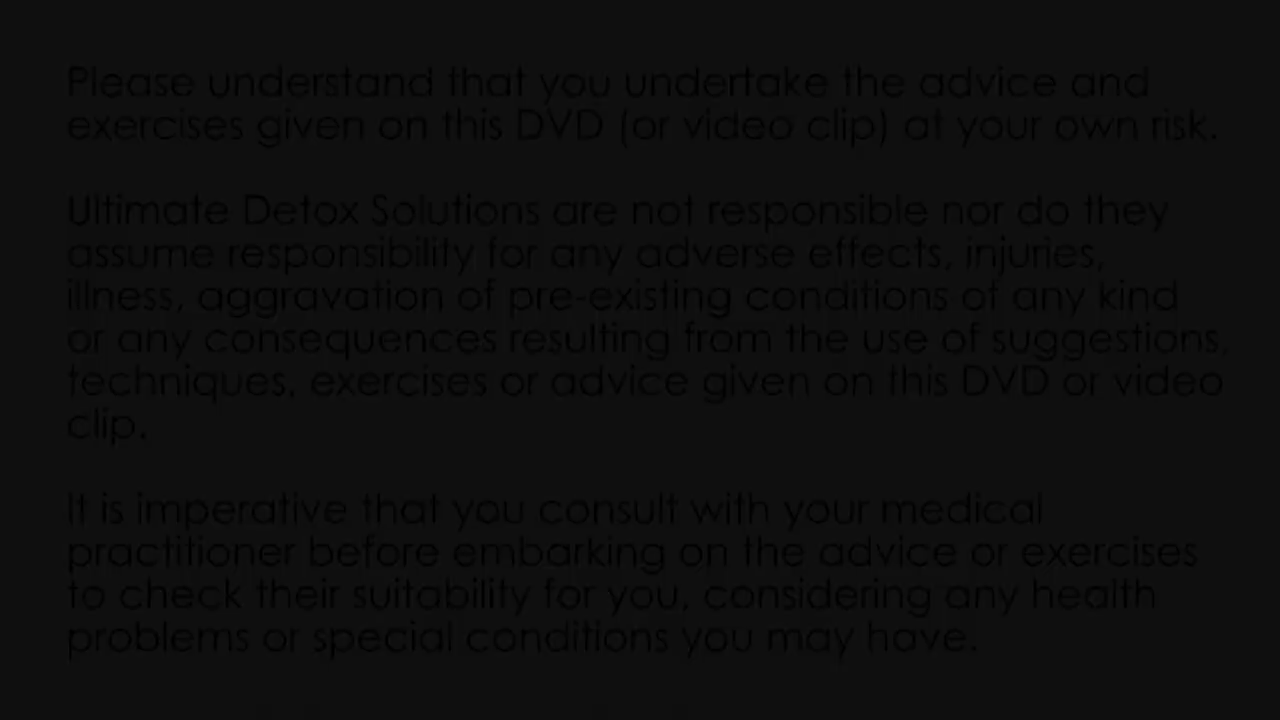 Please understand that you undertake the advice and
exercises given on this DVD (or video clip) at your own risk.
Ultimate Detox Solutions are not responsible nor do they
assume responsibility for any adverse effects, injuries,
illness, aggravation of pre-existing conditions of any kind
or any consequences resulting from the use of suggestions,
techniques, exercises or advice given on this DVD or video
clip.
It is imperative that you consult with your medical
practitioner before embarking on the advice or exercises
to check their suitability for you, considering any health
problems or special conditions you may have.